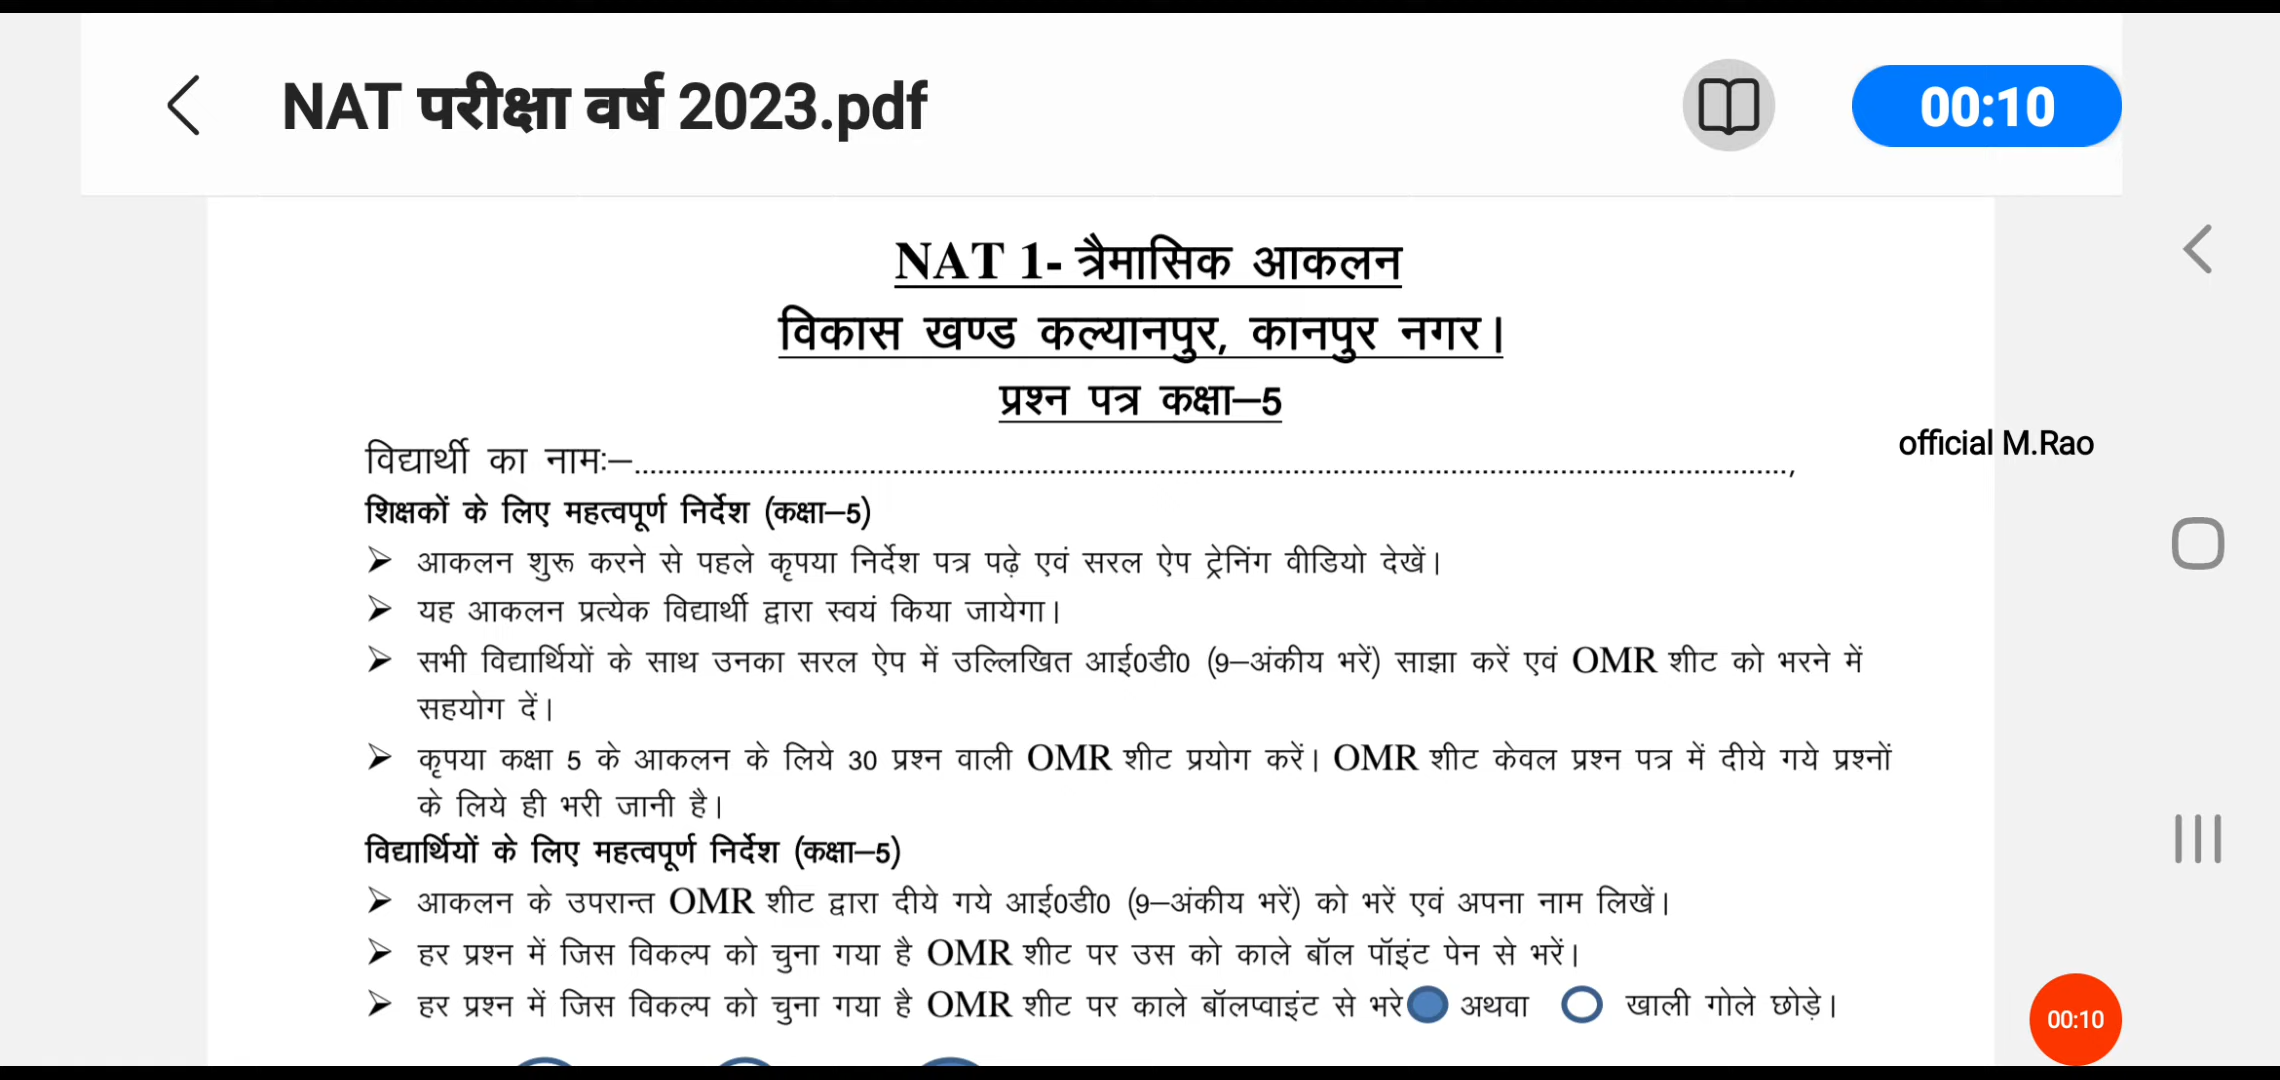 NAT परीक्षा वर्ष 2023.pdf
00:10
NAT 1- त्रैमासिक आकलन
विकास खण्ड कल्यानपुर, कानपुर नगर।
प्रश्न पत्र कक्षा–5
official M.Rao
विद्यार्थी का नामः–........................................................................................................................................,
शिक्षकों के लिए महत्वपूर्ण निर्देश (कक्षा–5)
➢ आकलन शुरू करने से पहले कृपया निर्देश पत्र पढ़े एवं सरल ऐप ट्रेनिंग वीडियो देखें।
➢ यह आकलन प्रत्येक विद्यार्थी द्वारा स्वयं किया जायेगा।
➢ सभी विद्यार्थियों के साथ उनका सरल ऐप में उल्लिखित आई0डी0 (9–अंकीय भरें) साझा करें एवं OMR शीट को भरने में
सहयोग दें।
➢ कृपया कक्षा 5 के आकलन के लिये 30 प्रश्न वाली OMR शीट प्रयोग करें। OMR शीट केवल प्रश्न पत्र में दीये गये प्रश्नों
के लिये ही भरी जानी है।
विद्यार्थियों के लिए महत्वपूर्ण निर्देश (कक्षा–5)
➢ आकलन के उपरान्त OMR शीट द्वारा दीये गये आई0डी0 (9–अंकीय भरें) को भरें एवं अपना नाम लिखें।
➢ हर प्रश्न में जिस विकल्प को चुना गया है OMR शीट पर उस को काले बॉल पॉइंट पेन से भरें।
➢ हर प्रश्न में जिस विकल्प को चुना गया है OMR शीट पर काले बॉलप्वाइंट से भरे अथवा खाली गोले छोड़े।
00:10